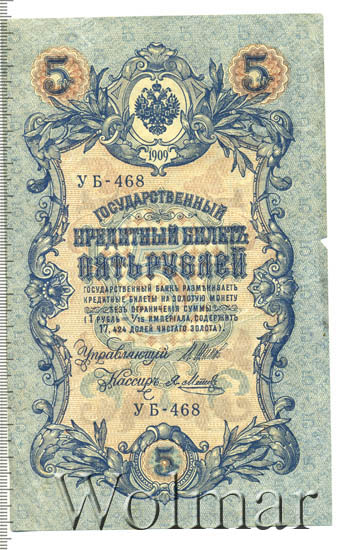 5 5
1909
УБ-468
ГОСУДАРСТВЕННЫЙ
КРЕДИТНЫЙ БИЛЕТЪ
ПЯТЬ РУБЛЕЙ
ГОСУДАРСТВЕННЫЙ БАНКЪ РАЗМѢНИВАЕТЪ
КРЕДИТНЫЕ БИЛЕТЫ НА ЗОЛОТУЮ МОНЕТУ
БЕЗЪ ОГРАНИЧЕНІЯ СУММЫ
(1 РУБЛЬ = 1/15 ИМПЕРІАЛА, СОДЕРЖИТЪ
17,424 ДОЛЕЙ ЧИСТАГО ЗОЛОТА).
Управляющій
Кассиръ
УБ-468
5
Wolmar